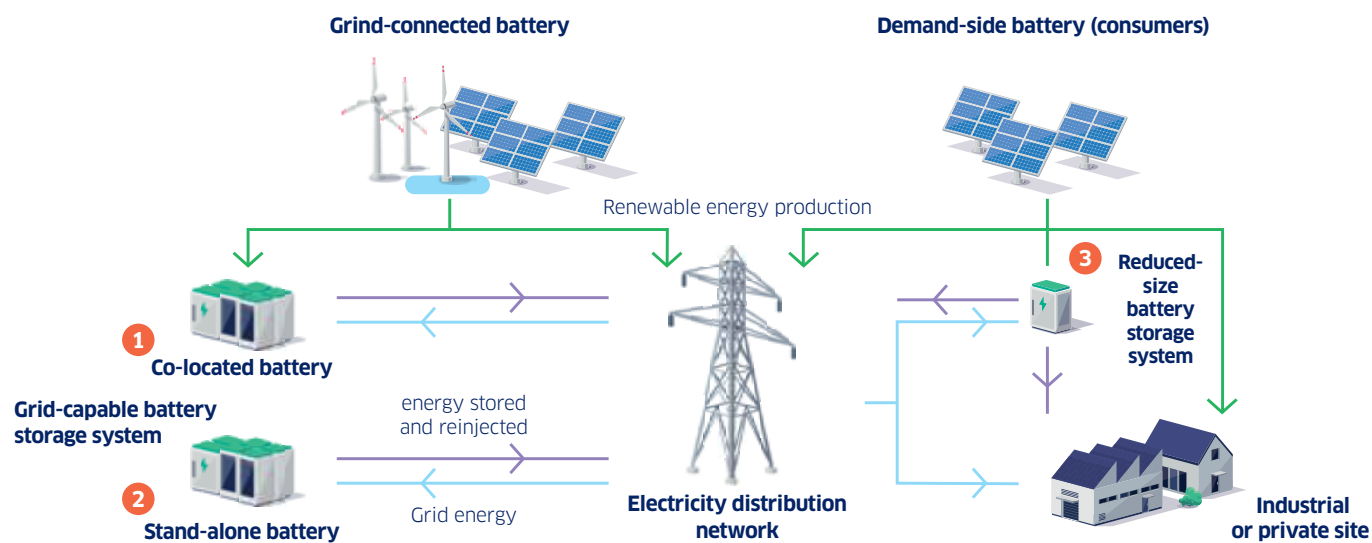 Grind-connected battery
Demand-side battery (consumers)
Renewable energy production
3
Reduced-
size
battery
storage
system
1
Co-located battery
Grid-capable battery
storage system
energy stored
and reinjected
2
Stand-alone battery
Grid energy
Electricity distribution
network
Industrial
or private site